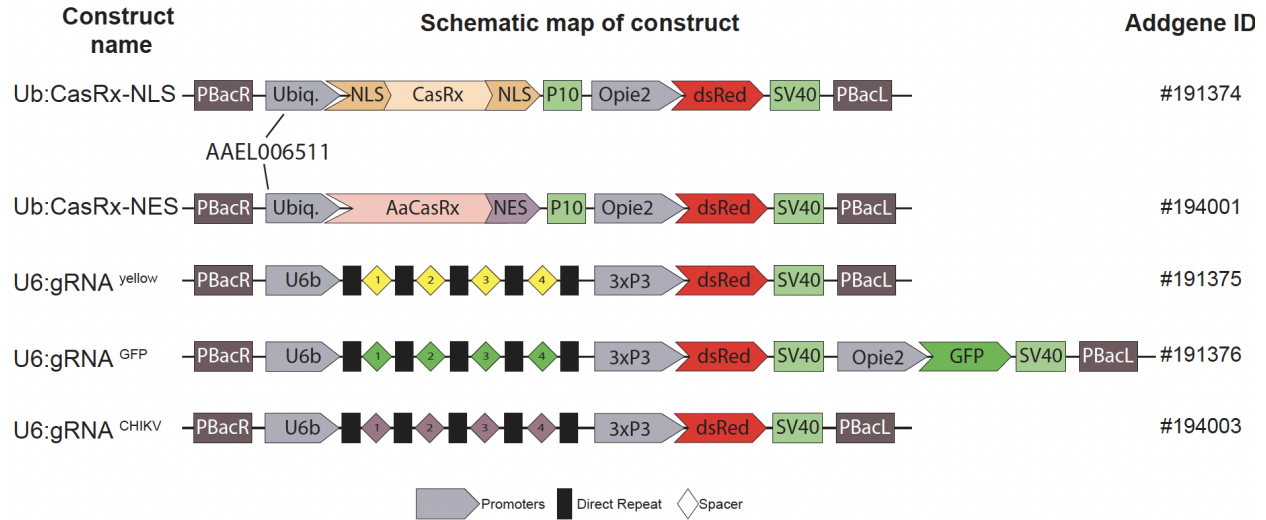 Construct name
Schematic map of construct
Addgene ID
Ub:CasRx-NLS PBacR Ubiq. NLS CasRx NLS P10 Opie2 dsRed SV40 PBacL #191374
AAEL006511
Ub:CasRx-NES PBacR Ubiq. AaCasRx NES P10 Opie2 dsRed SV40 PBacL #194001
U6:gRNA yellow PBacR U6b 1 2 3 4 3xP3 dsRed SV40 PBacL #191375
U6:gRNA GFP PBacR U6b 1 2 3 4 3xP3 dsRed SV40 Opie2 GFP SV40 PBacL #191376
U6:gRNA CHIKV PBacR U6b 1 2 3 4 3xP3 dsRed SV40 PBacL #194003
Promoters Direct Repeat Spacer